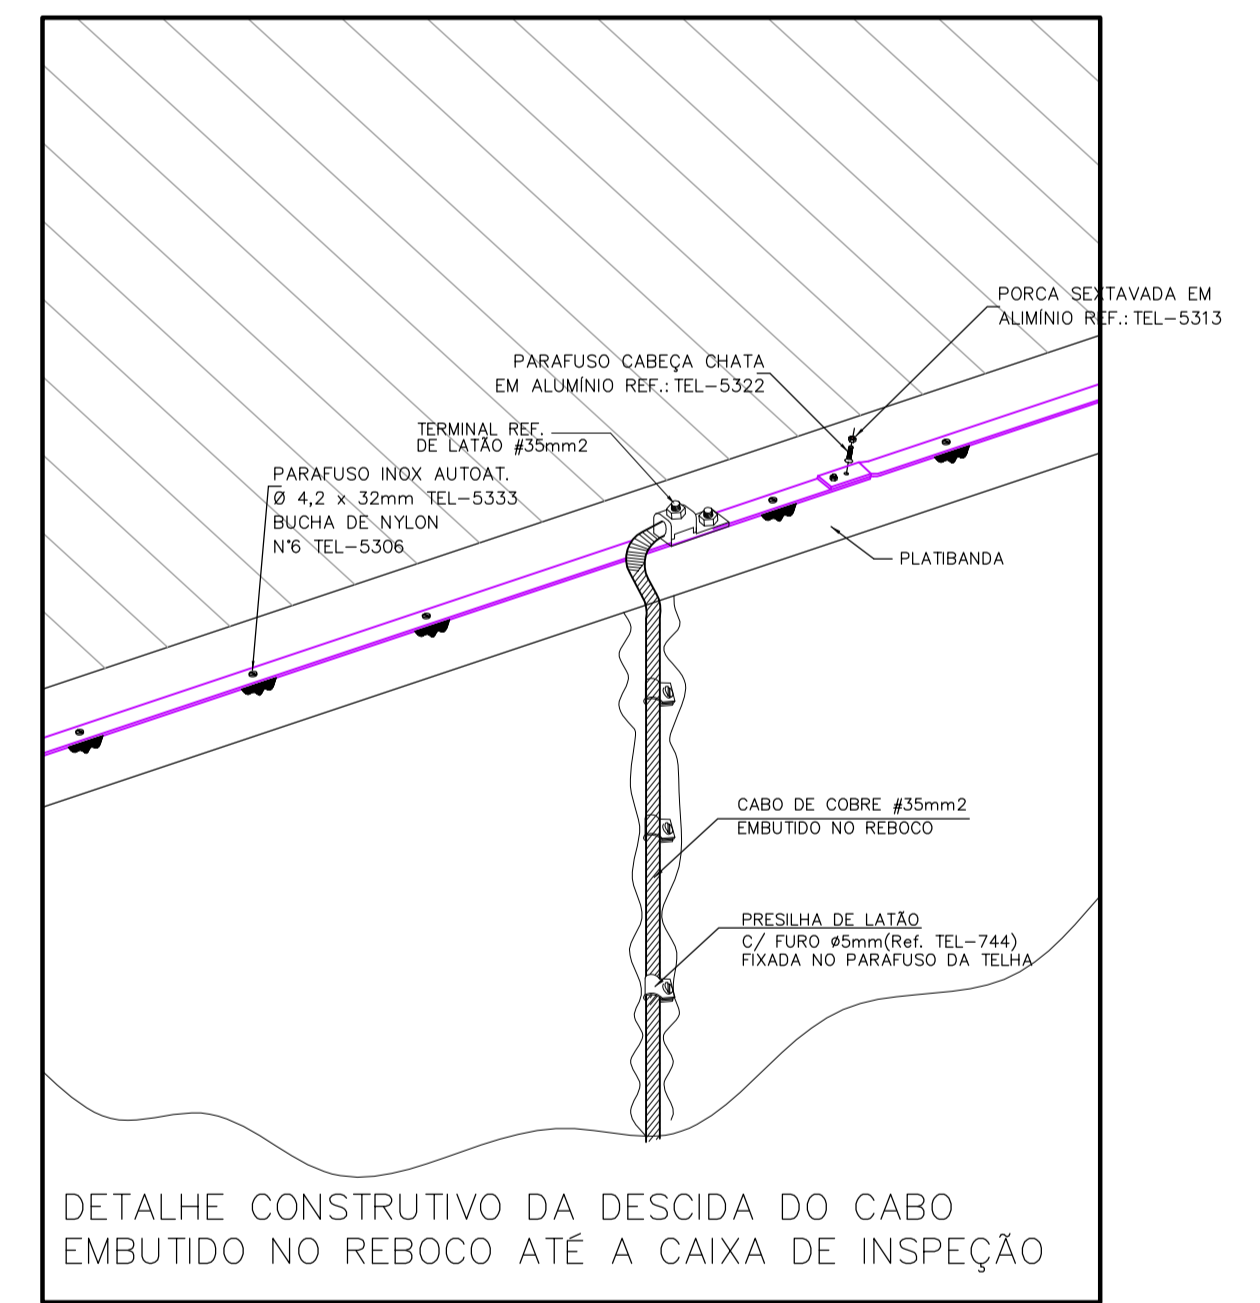 PORCA SEXTAVADA EM
ALIMÍNIO REF.: TEL-5313
PARAFUSO CABEÇA CHATA
EM ALUMÍNIO REF.: TEL-5322
TERMINAL REF.
DE LATÃO #35mm2
PARAFUSO INOX AUTOAT.
Ø 4,2 x 32mm TEL-5333
BUCHA DE NYLON
N°6 TEL-5306
PLATIBANDA
CABO DE COBRE #35mm2
EMBUTIDO NO REBOCO
PRESILHA DE LATÃO
C/ FURO ø5mm(Ref. TEL-744)
FIXADA NO PARAFUSO DA TELHA
DETALHE CONSTRUTIVO DA DESCIDA DO CABO
EMBUTIDO NO REBOCO ATÉ A CAIXA DE INSPEÇÃO